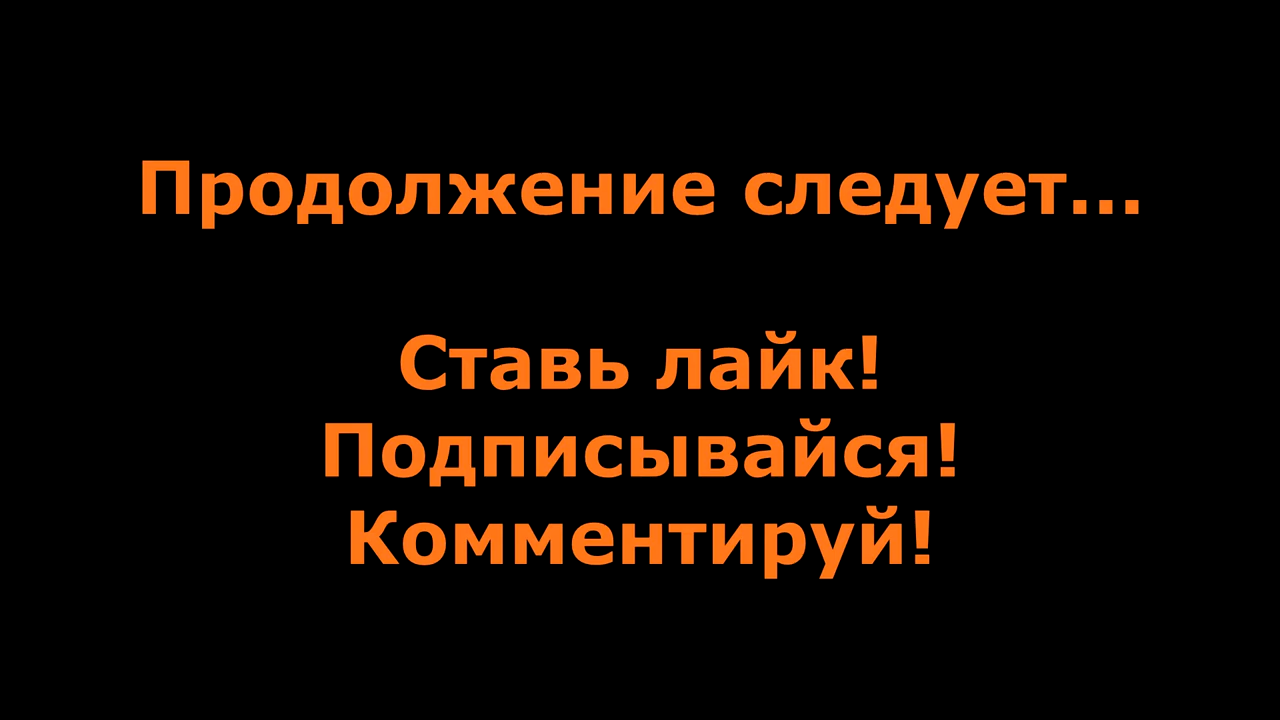 Продолжение следует...
Ставь лайк!
Подписывайся!
Комментируй!